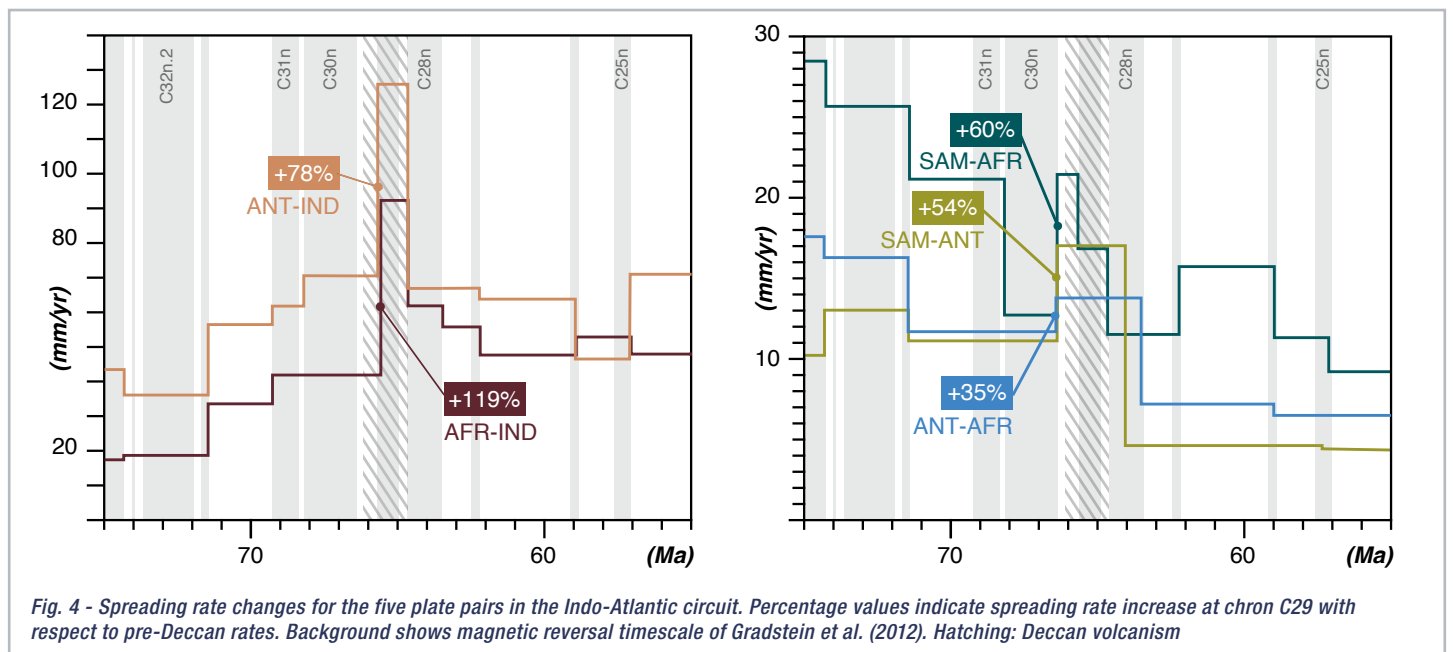 C32n.2
C31n
C30n
C28n
C25n
120
100
80
20
(mm/yr)
+78%
ANT-IND
+119%
AFR-IND
70
60
(Ma)
C31n
C30n
C28n
C25n
30
20
10
(mm/yr)
+60%
SAM-AFR
+54%
SAM-ANT
+35%
ANT-AFR
70
60
(Ma)
Fig. 4 - Spreading rate changes for the five plate pairs in the Indo-Atlantic circuit. Percentage values indicate spreading rate increase at chron C29 with
respect to pre-Deccan rates. Background shows magnetic reversal timescale of Gradstein et al. (2012). Hatching: Deccan volcanism